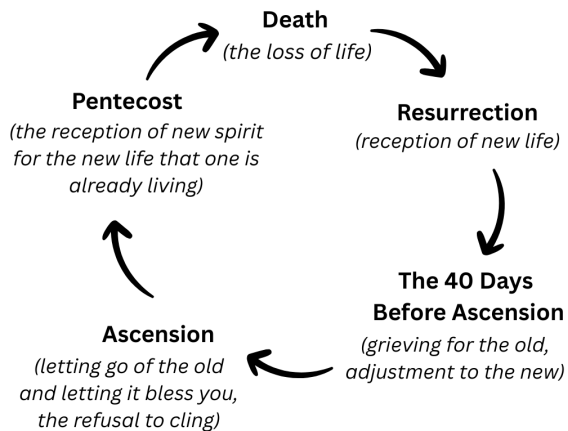 Death
(the loss of life)
Resurrection
(reception of new life)
The 40 Days
Before Ascension
(grieving for the old,
adjustment to the new)
Ascension
(letting go of the old
and letting it bless you,
the refusal to cling)
Pentecost
(the reception of new spirit
for the new life that one is
already living)